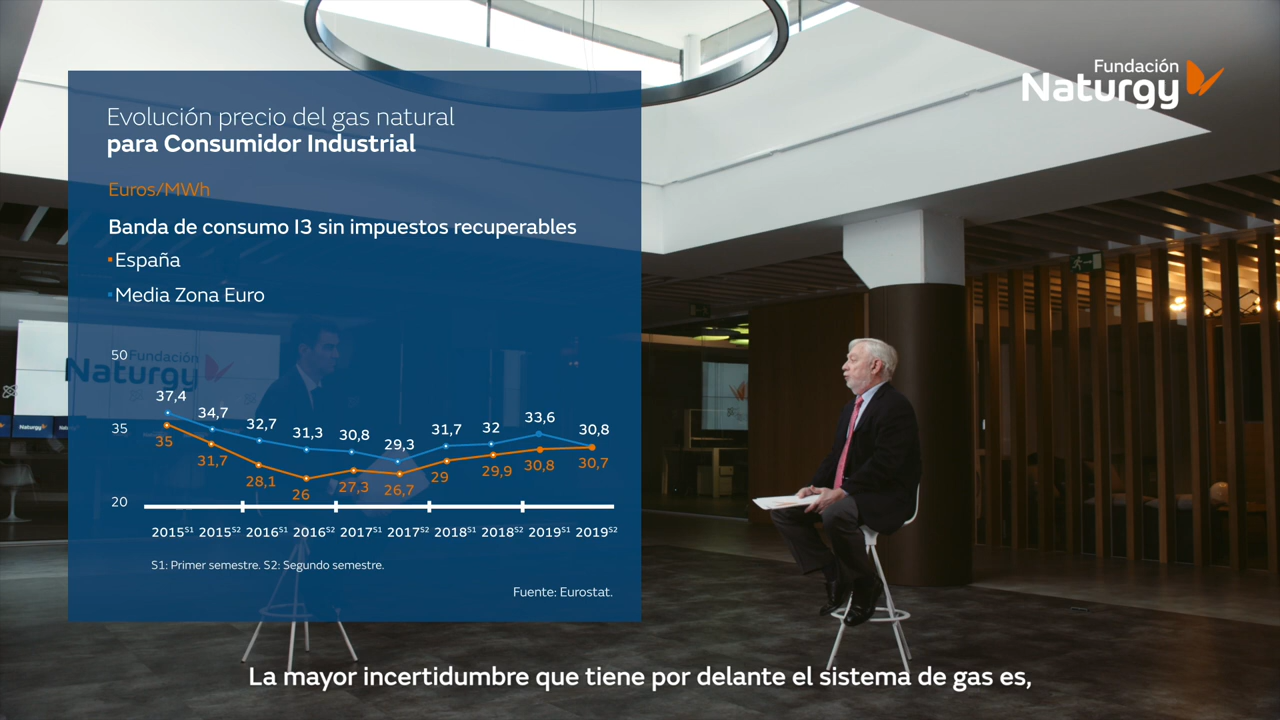 Fundación
Naturgy
Evolución precio del gas natural
para Consumidor Industrial
Euros/MWh
Banda de consumo I3 sin impuestos recuperables
España
Media Zona Euro
Fundación
Naturgy
50
35
20
37,4 34,7 32,7 31,3 30,8 29,3 31,7 32 33,6 30,8
35 31,7 28,1 26 27,3 26,7 29 29,9 30,8 30,7
2015S1 2015S2 2016S1 2016S2 2017S1 2017S2 2018S1 2018S2 2019S1 2019S2
S1: Primer semestre. S2: Segundo semestre.
Fuente: Eurostat.
Naturgy
La mayor incertidumbre que tiene por delante el sistema de gas es,